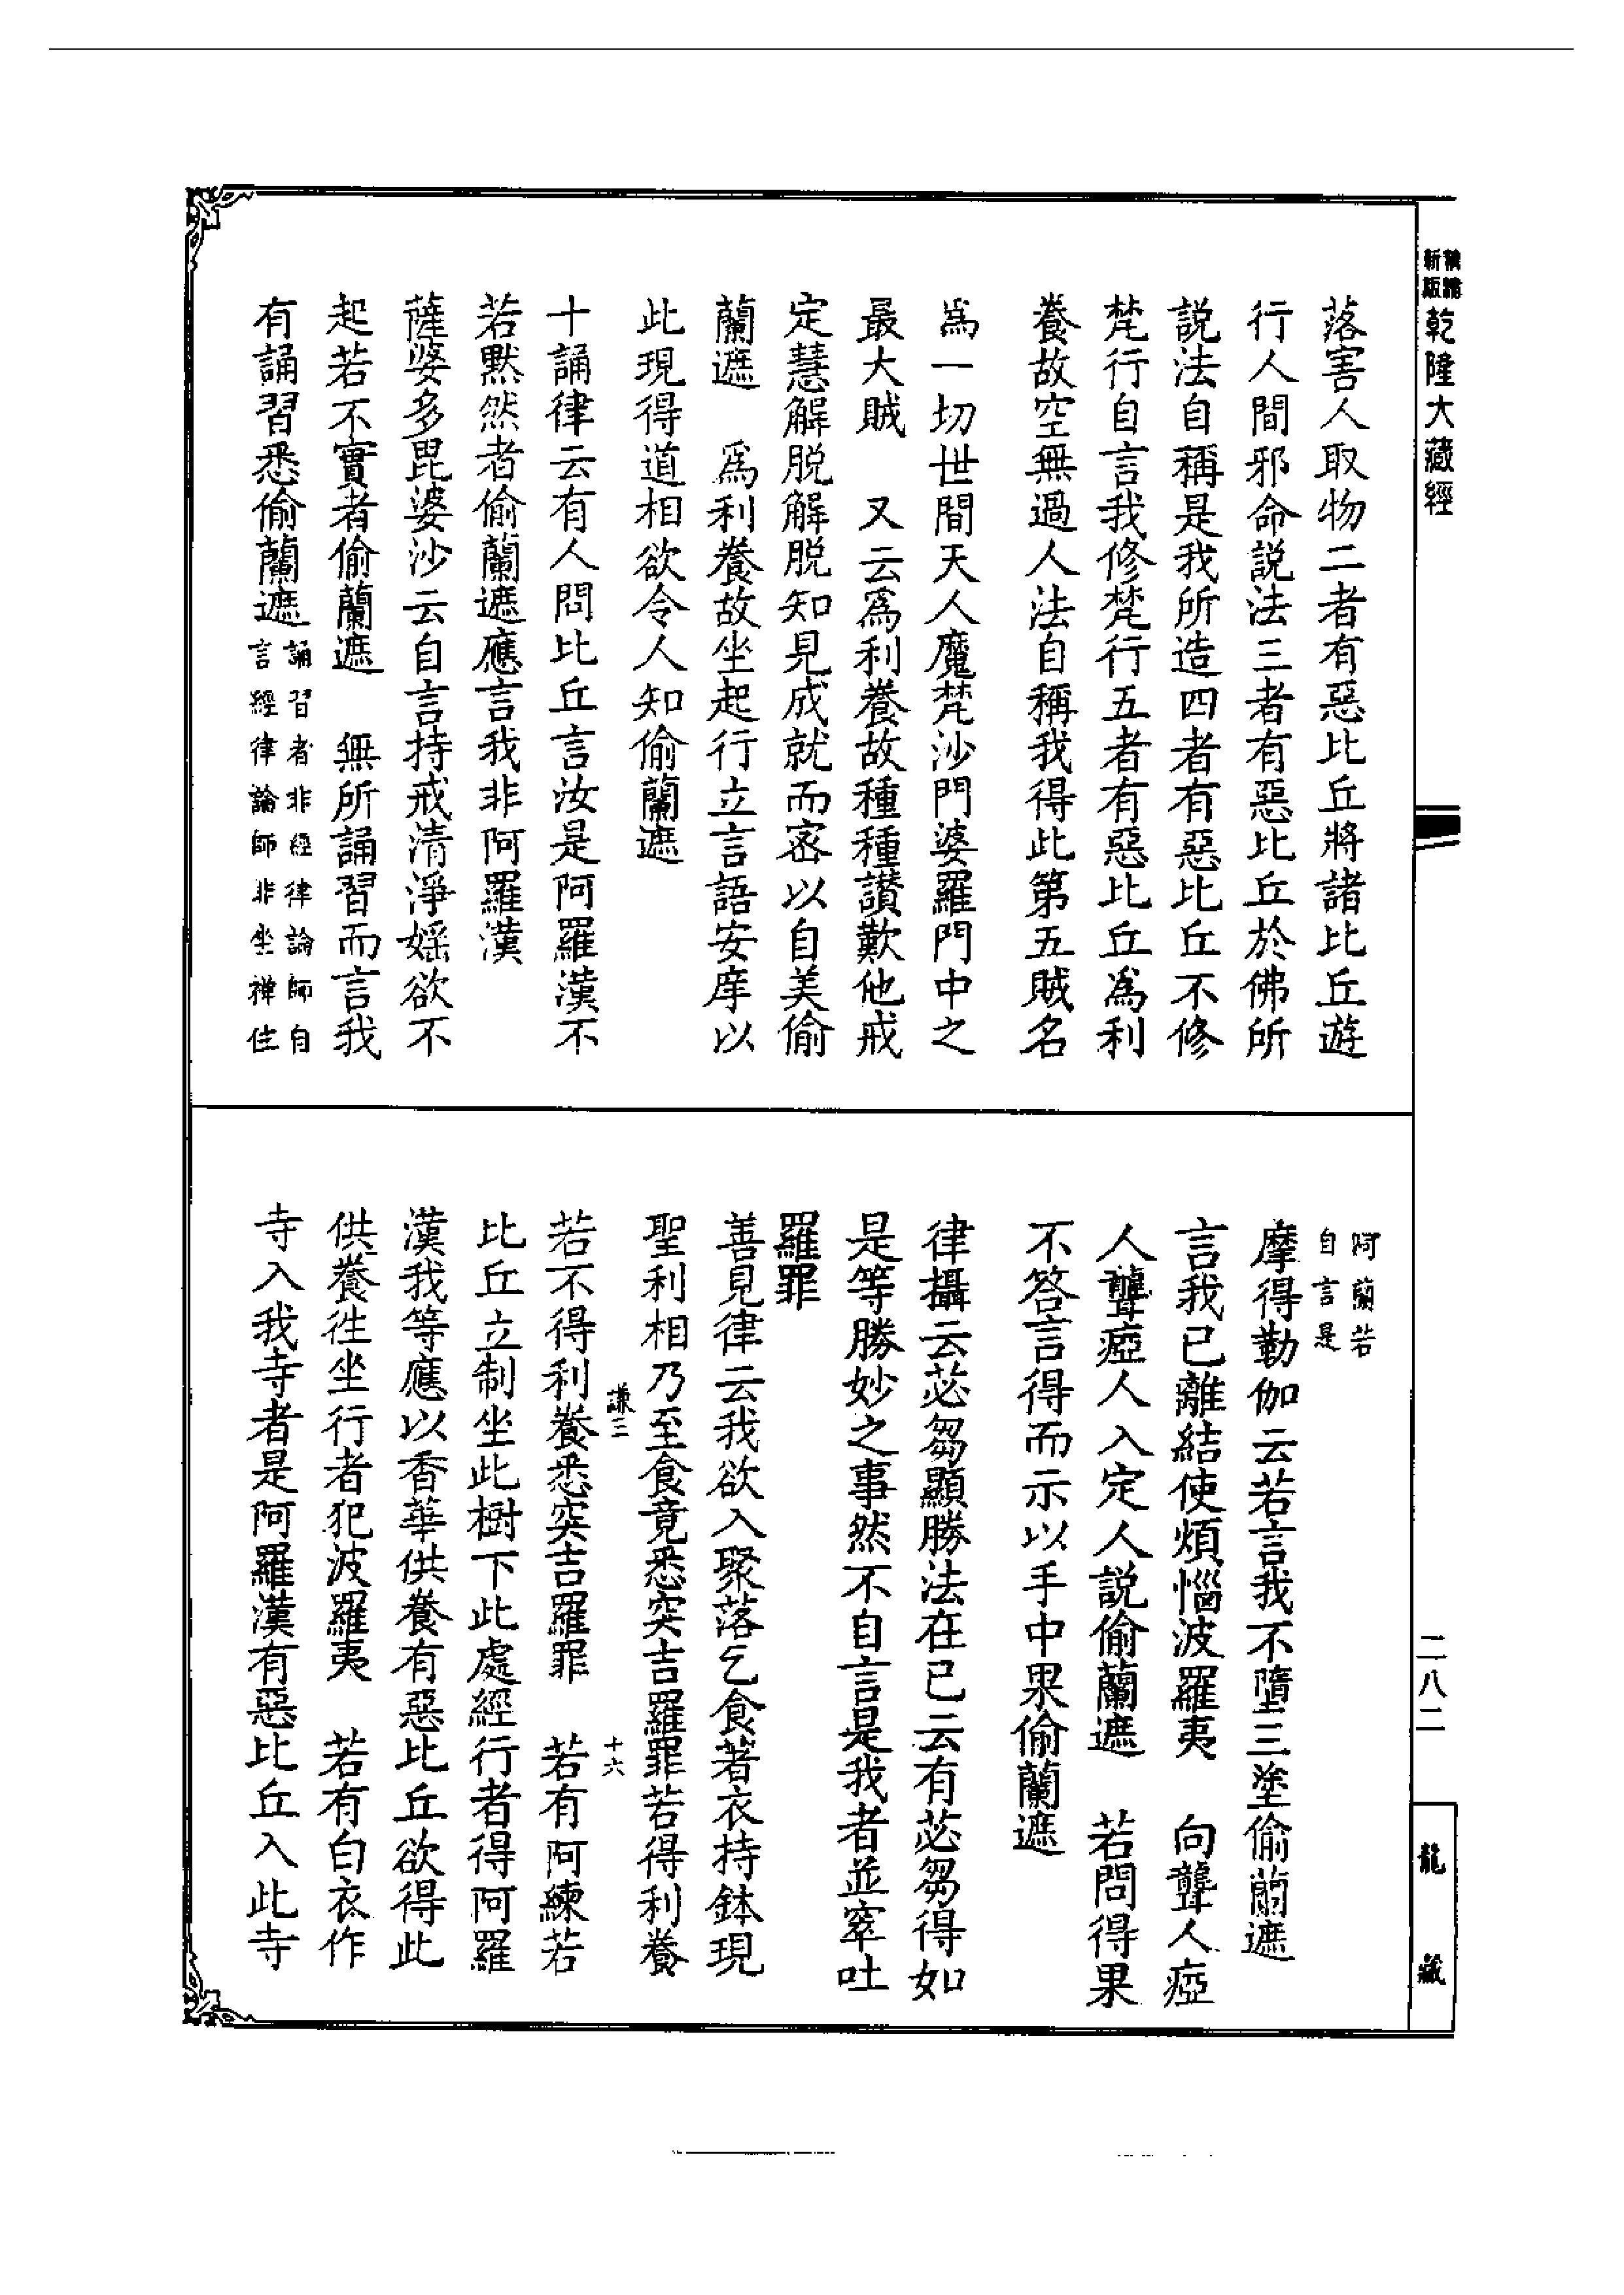 新版
乾隆大藏經
落害人取物二者有惡比丘將諸比丘遊
行人間邪命説法三者有惡比丘於佛所
説法自稱是我所造四者有惡比丘不修
梵行自言我修梵行五者有惡比丘爲利
養故空無過人法自稱我得此第五賊名
爲一切世間天人魔梵沙門婆羅門中之
最大賊　又云爲利養故種種讃歎他戒
定慧解脱解脱知見成就而密以自美偷
蘭遮　爲利養故坐起行立言語安庠以
此現得道相欲令人知偷蘭遮
十誦律云有人問比丘言汝是阿羅漢不
若默然者偷蘭遮應言我非阿羅漢
薩婆多毘婆沙云自言持戒清淨婬欲不
起若不實者偷蘭遮　無所誦習而言我
有誦習悉偷蘭遮
誦習者非經律論師自
言經律論師非坐禪住
阿蘭若
自言是
摩得勒伽云若言我不墮三塗偷蘭遮
言我已離結使煩惱波羅夷　向聾人瘂
人聾瘂人入定人説偷蘭遮　若問得果
不答言得而示以手中果偷蘭遮
律攝云苾芻顯勝法在已云有苾芻得如
是等勝妙之事然不自言是我者並窣吐
羅罪
善見律云我欲入聚落乞食著衣持鉢現
聖利相乃至食竟悉突吉羅罪若得利養
謙三
十六
若不得利養悉突吉羅罪　若有阿練若
比丘立制坐此樹下此處經行者得阿羅
漢我等應以香華供養有惡比丘欲得此
供養往坐行者犯波羅夷　若有白衣作
寺入我寺者是阿羅漢有惡比丘入此寺
二八二
龍藏